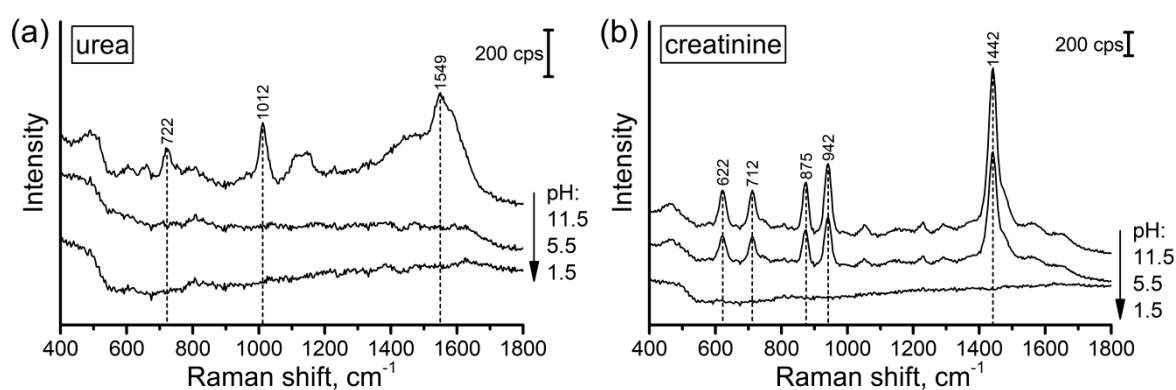 (a)
urea
200 cps
722
1012
1549
Intensity
pH:
11.5
5.5
1.5
400 600 800 1000 1200 1400 1600 1800
Raman shift, cm⁻¹
(b)
creatinine
200 cps
622
712
875
942
1442
Intensity
pH:
11.5
5.5
1.5
400 600 800 1000 1200 1400 1600 1800
Raman shift, cm⁻¹